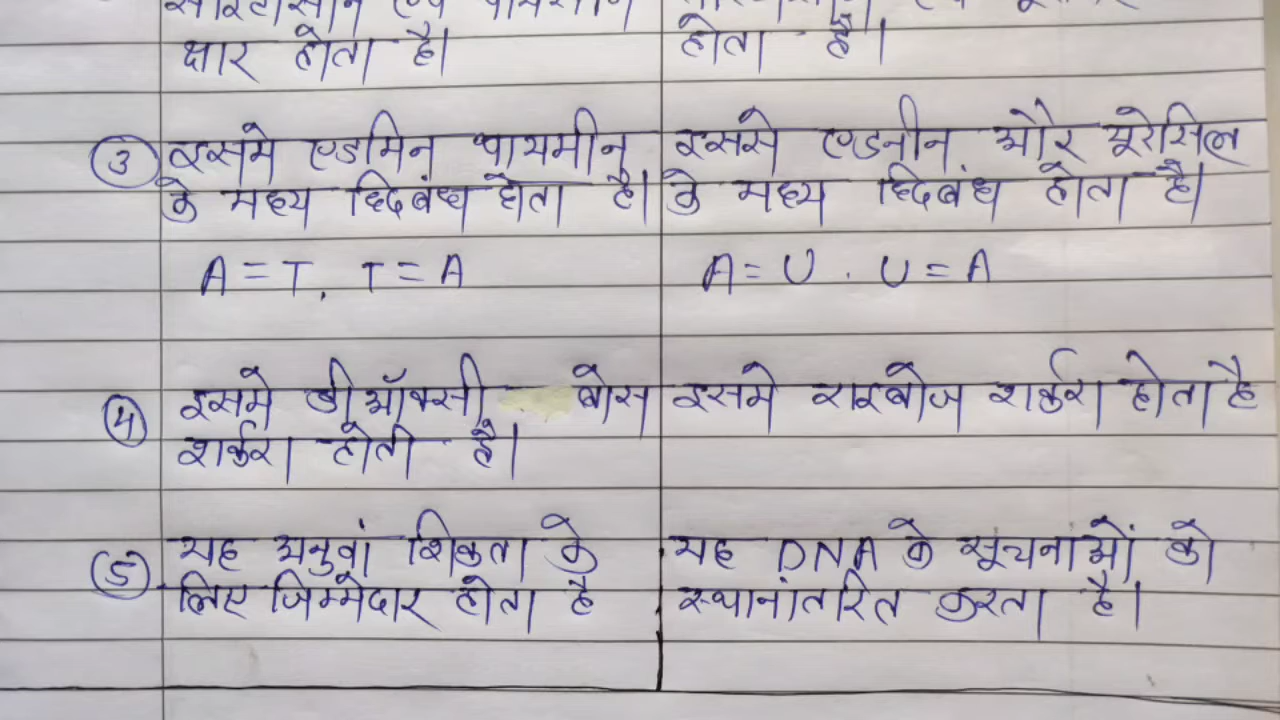 क्षार होता है।
होता है।
③ इसमे एडमिन थायमीन
के मध्य द्दिबंध होता है।
इससे एडनीन और यूरेसिल
के मध्य द्दिबंध होता है।
A = T, T = A
A = U . U = A
④ इसमे डीऑक्सी बोस
शर्करा होती है।
इसमे राइबोज शर्करा होता है
⑤ यह अनुवां शिकता के
लिए जिम्मेदार होता है
यह DNA के सूचनाओं को
स्थानांतरित करता है।